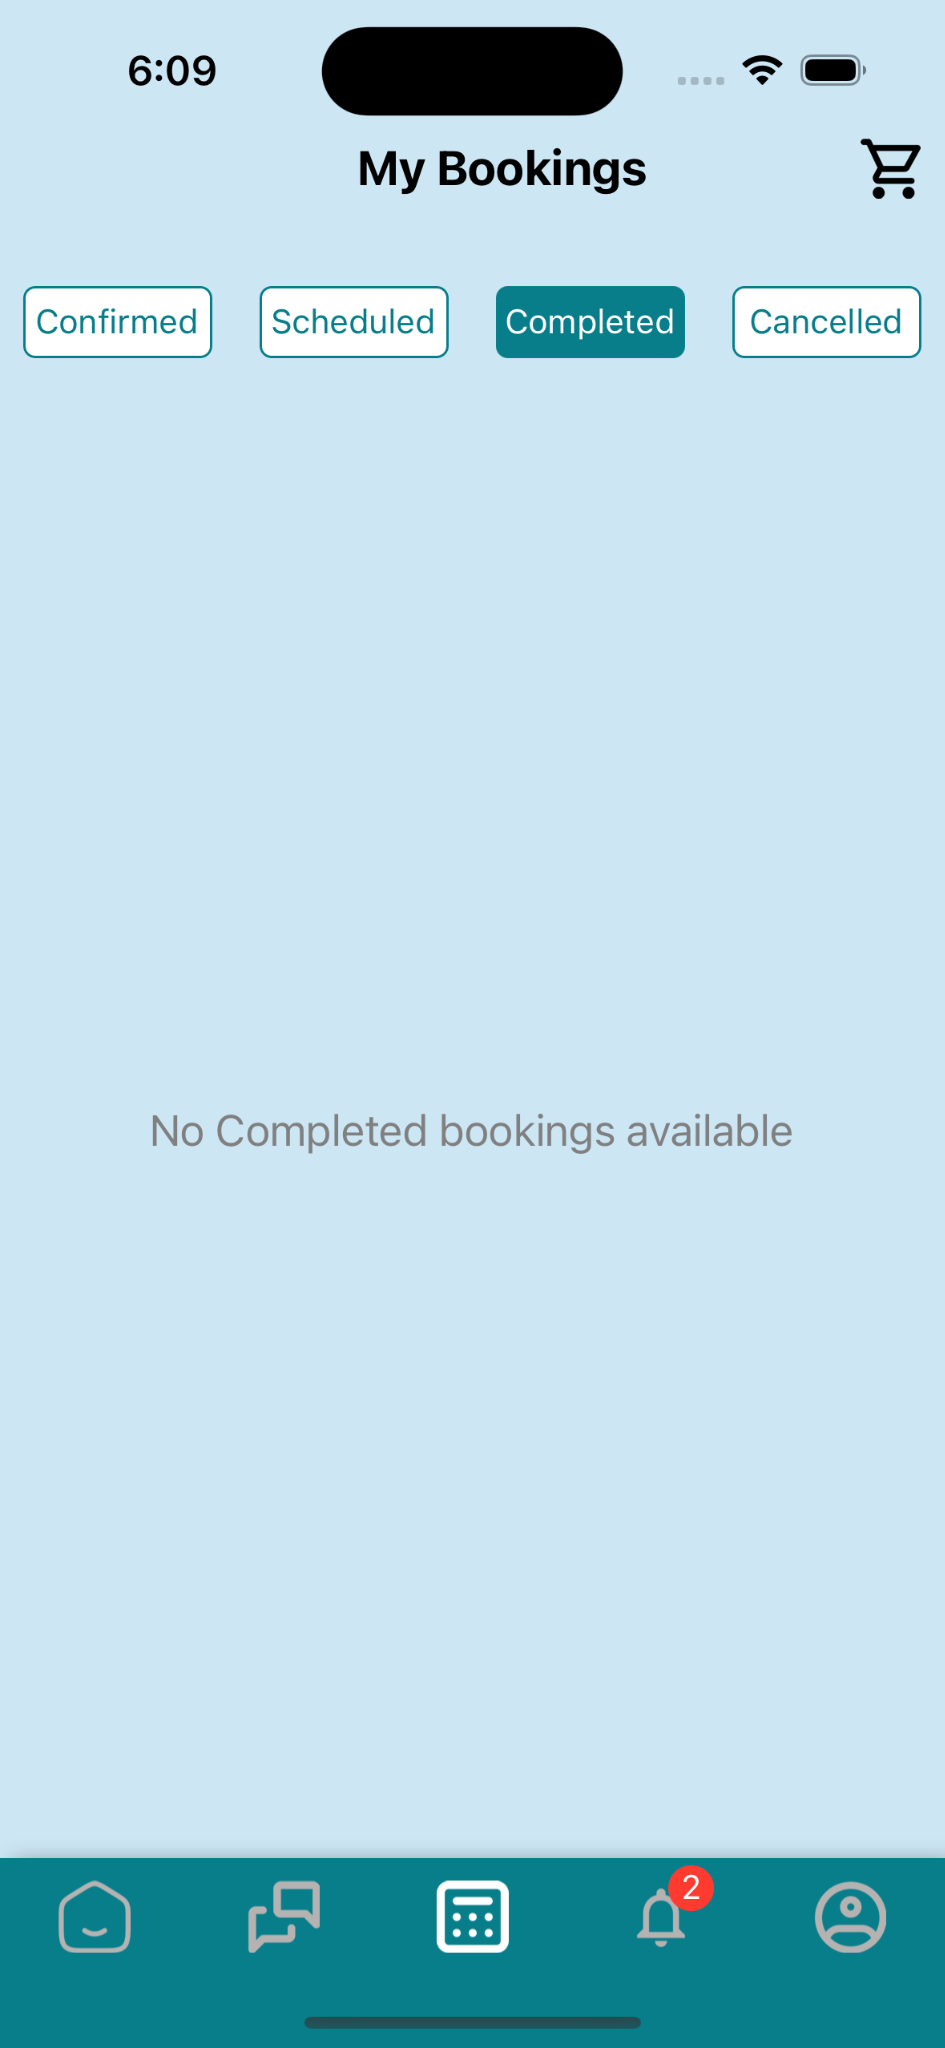 6:09
My Bookings
Confirmed Scheduled Completed Cancelled
No Completed bookings available
2